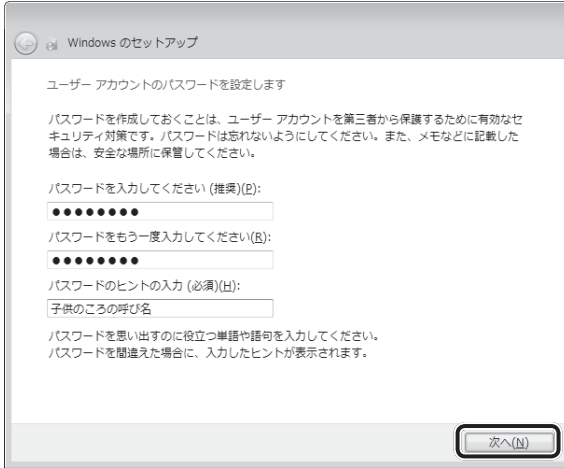 Windows のセットアップ
ユーザー アカウントのパスワードを設定します
パスワードを作成しておくことは、ユーザー アカウントを第三者から保護するために有効なセ
キュリティ対策です。パスワードは忘れないようにしてください。また、メモなどに記載した
場合は、安全な場所に保管してください。
パスワードを入力してください (推奨)(P):
●●●●●●●●
パスワードをもう一度入力してください(R):
●●●●●●●●
パスワードのヒントの入力 (必須)(H):
子供のころの呼び名
パスワードを思い出すのに役立つ単語や語句を入力してください。
パスワードを間違えた場合に、入力したヒントが表示されます。
次へ(N)